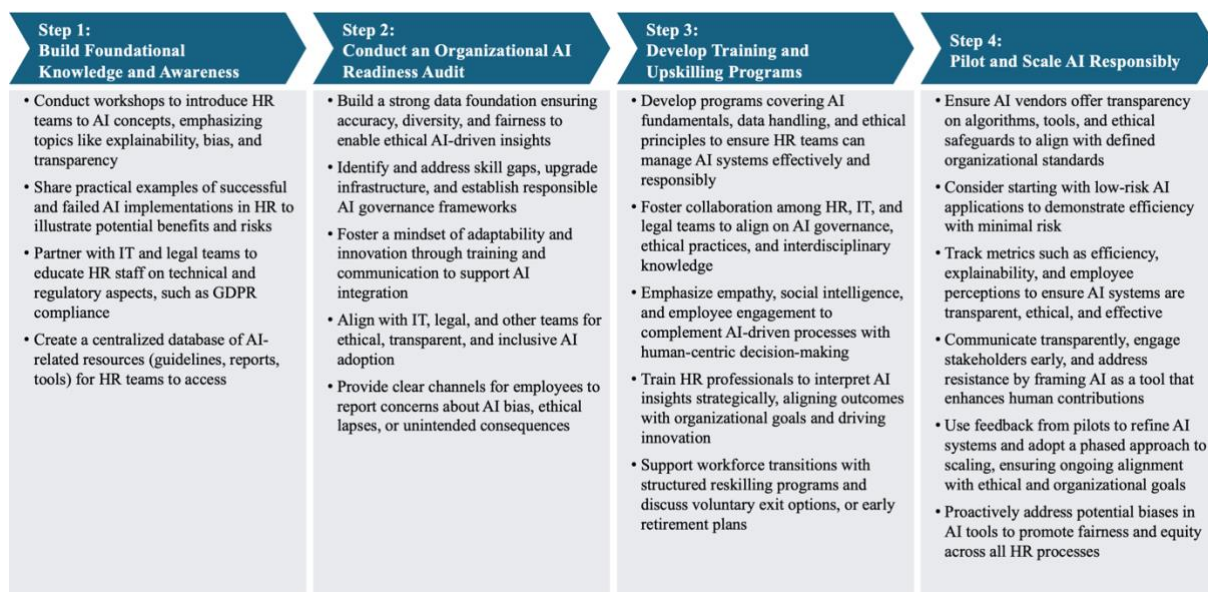 Step 1:
Build Foundational
Knowledge and Awareness
• Conduct workshops to introduce HR
teams to AI concepts, emphasizing
topics like explainability, bias, and
transparency
• Share practical examples of successful
and failed AI implementations in HR to
illustrate potential benefits and risks
• Partner with IT and legal teams to
educate HR staff on technical and
regulatory aspects, such as GDPR
compliance
• Create a centralized database of AI-
related resources (guidelines, reports,
tools) for HR teams to access
Step 2:
Conduct an Organizational AI
Readiness Audit
• Build a strong data foundation ensuring
accuracy, diversity, and fairness to
enable ethical AI-driven insights
• Identify and address skill gaps, upgrade
infrastructure, and establish responsible
AI governance frameworks
• Foster a mindset of adaptability and
innovation through training and
communication to support AI
integration
• Align with IT, legal, and other teams for
ethical, transparent, and inclusive AI
adoption
• Provide clear channels for employees to
report concerns about AI bias, ethical
lapses, or unintended consequences
Step 3:
Develop Training and
Upskilling Programs
• Develop programs covering AI
fundamentals, data handling, and ethical
principles to ensure HR teams can
manage AI systems effectively and
responsibly
• Foster collaboration among HR, IT, and
legal teams to align on AI governance,
ethical practices, and interdisciplinary
knowledge
• Emphasize empathy, social intelligence,
and employee engagement to
complement AI-driven processes with
human-centric decision-making
• Train HR professionals to interpret AI
insights strategically, aligning outcomes
with organizational goals and driving
innovation
• Support workforce transitions with
structured reskilling programs and
discuss voluntary exit options, or early
retirement plans
Step 4:
Pilot and Scale AI Responsibly
• Ensure AI vendors offer transparency
on algorithms, tools, and ethical
safeguards to align with defined
organizational standards
• Consider starting with low-risk AI
applications to demonstrate efficiency
with minimal risk
• Track metrics such as efficiency,
explainability, and employee
perceptions to ensure AI systems are
transparent, ethical, and effective
• Communicate transparently, engage
stakeholders early, and address
resistance by framing AI as a tool that
enhances human contributions
• Use feedback from pilots to refine AI
systems and adopt a phased approach to
scaling, ensuring ongoing alignment
with ethical and organizational goals
• Proactively address potential biases in
AI tools to promote fairness and equity
across all HR processes